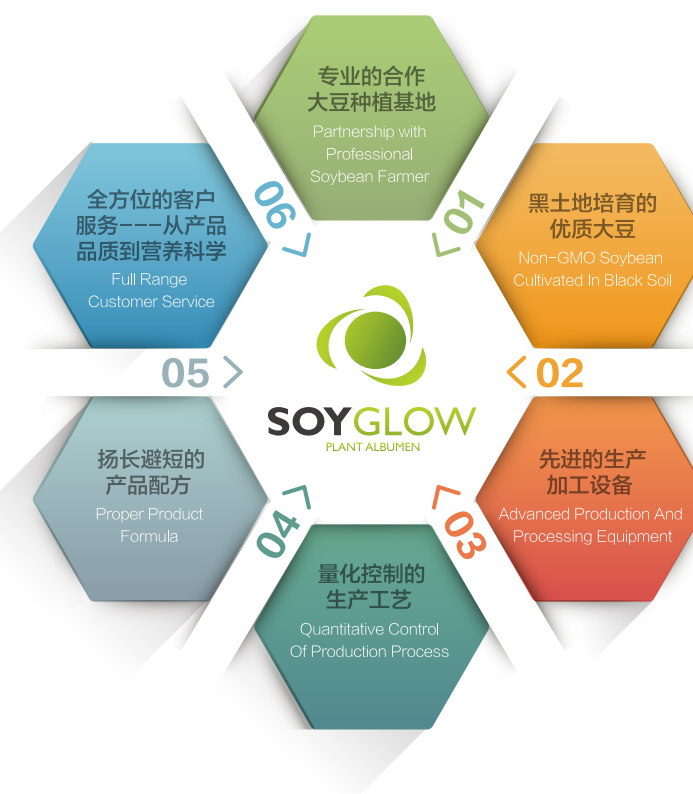 专业的合作
大豆种植基地
Partnership with
Professional
Soybean Farmer
01
黑土地培育的
优质大豆
Non-GMO Soybean
Cultivated In Black Soil
02
先进的生产
加工设备
Advanced Production And
Processing Equipment
03
量化控制的
生产工艺
Quantitative Control
Of Production Process
04
扬长避短的
产品配方
Proper Product
Formula
05
全方位的客户
服务---从产品
品质到营养科学
Full Range
Customer Service
06
SOYGLOW
PLANT ALBUMEN